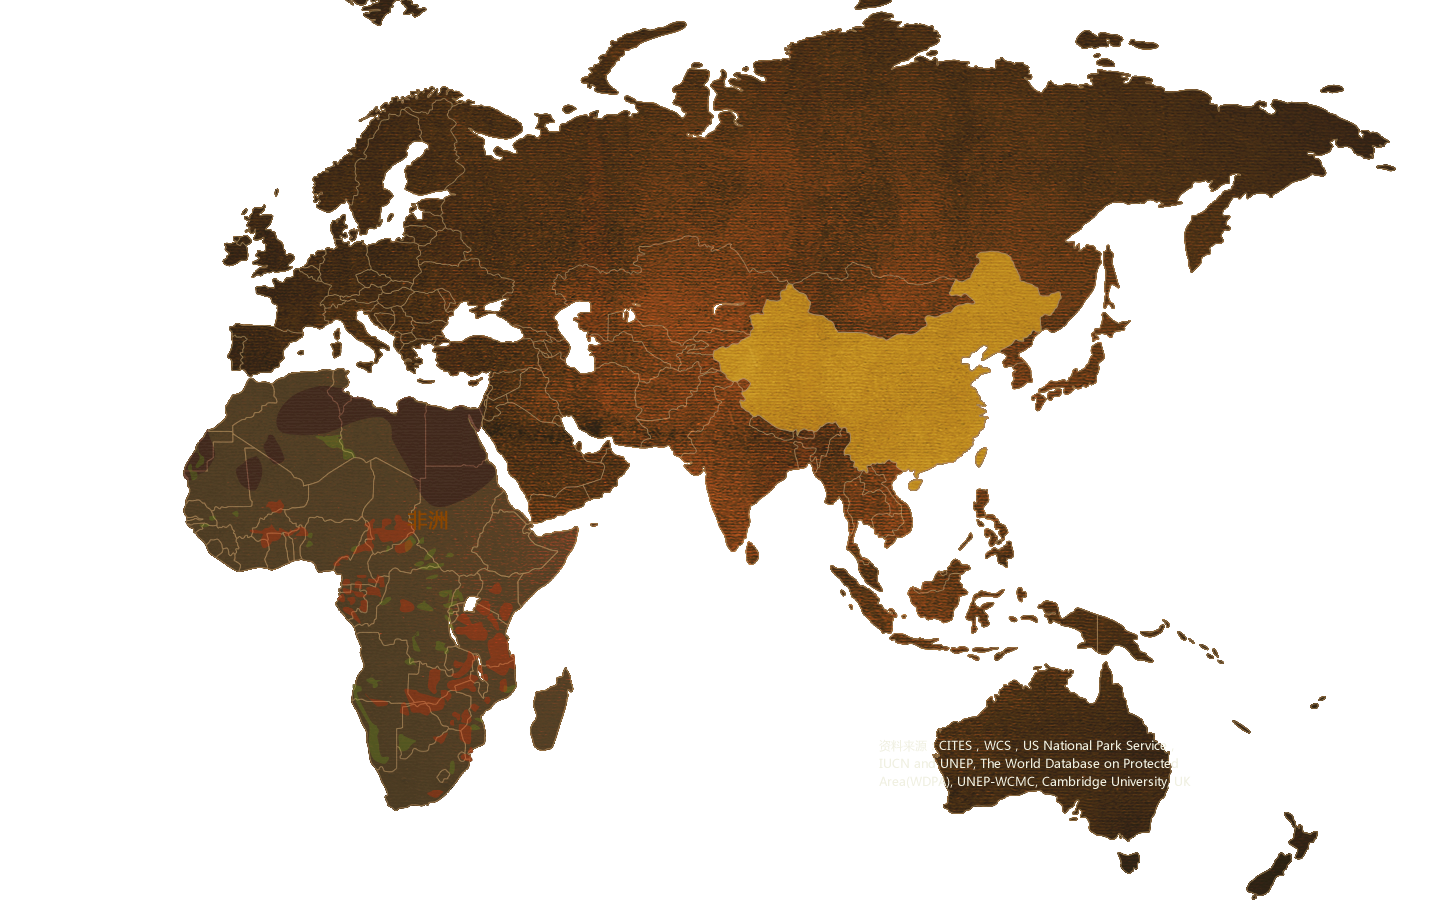 非洲
资料来源：CITES , WCS , US National Park Service,
IUCN and UNEP, The World Database on Protected
Area(WDPA), UNEP-WCMC, Cambridge University, UK